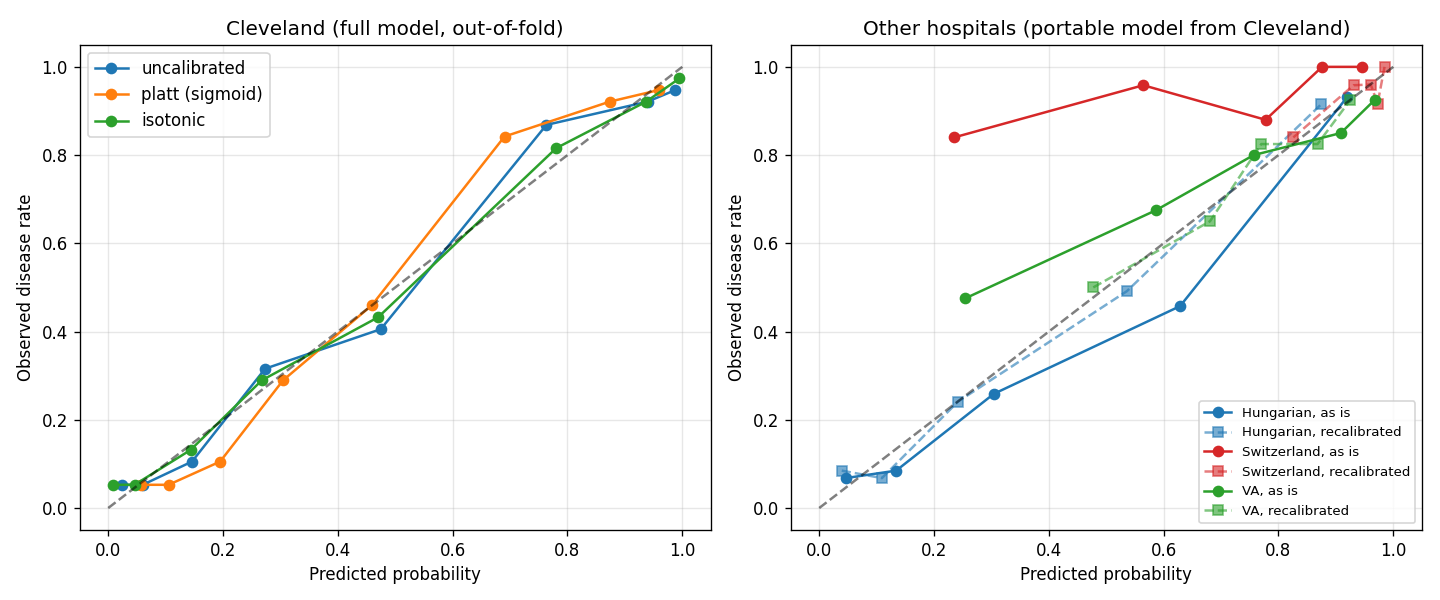 Cleveland (full model, out-of-fold)
1.0
0.8
0.6
0.4
0.2
0.0
Observed disease rate
uncalibrated
platt (sigmoid)
isotonic
0.0 0.2 0.4 0.6 0.8 1.0
Predicted probability
Other hospitals (portable model from Cleveland)
1.0
0.8
0.6
0.4
0.2
0.0
Observed disease rate
Hungarian, as is
Hungarian, recalibrated
Switzerland, as is
Switzerland, recalibrated
VA, as is
VA, recalibrated
0.0 0.2 0.4 0.6 0.8 1.0
Predicted probability